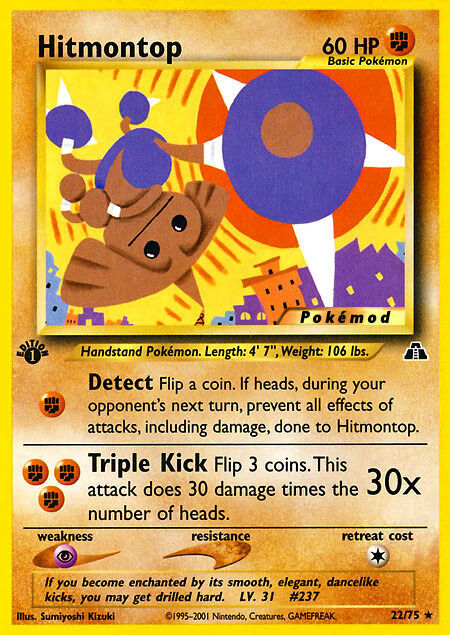 Hitmontop 60 HP
Basic Pokémon
Pokémod
EDITION
1
Handstand Pokémon. Length: 4' 7", Weight: 106 lbs.
Detect Flip a coin. If heads, during your
opponent's next turn, prevent all effects of
attacks, including damage, done to Hitmontop.
Triple Kick Flip 3 coins. This
attack does 30 damage times the 30x
number of heads.
weakness resistance retreat cost
If you become enchanted by its smooth, elegant, dancelike
kicks, you may get drilled hard. LV. 31 #237
Illus. Sumiyoshi Kizuki ©1995-2001 Nintendo, Creatures, GAMEFREAK. 22/75 ★